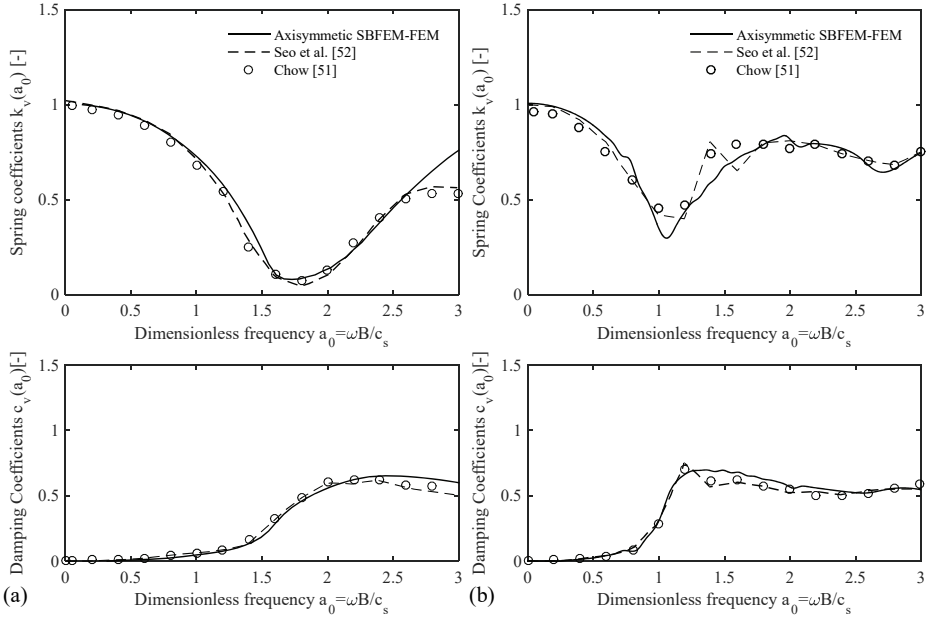 1.5
1
0.5
0
Spring coefficients k_v(a_0) [-]
Axisymmetic SBFEM-FEM
Seo et al. [52]
Chow [51]
0 0.5 1 1.5 2 2.5 3
Dimensionless frequency a_0=ωB/c_s
1.5
1
0.5
0
Spring Coefficients k_v(a_0) [-]
Axisymmetric SBFEM-FEM
Seo et al. [52]
Chow [51]
0 0.5 1 1.5 2 2.5 3
Dimensionless frequency a_0=ωB/c_s
1.5
1
0.5
0
Damping Coefficients c_v(a_0)[-]
0 0.5 1 1.5 2 2.5 3
(a)
Dimensionless frequency a_0=ωB/c_s
1.5
1
0.5
0
Damping Coefficients c_v(a_0)[-]
0 0.5 1 1.5 2 2.5 3
(b)
Dimensionless frequency a_0=ωB/c_s